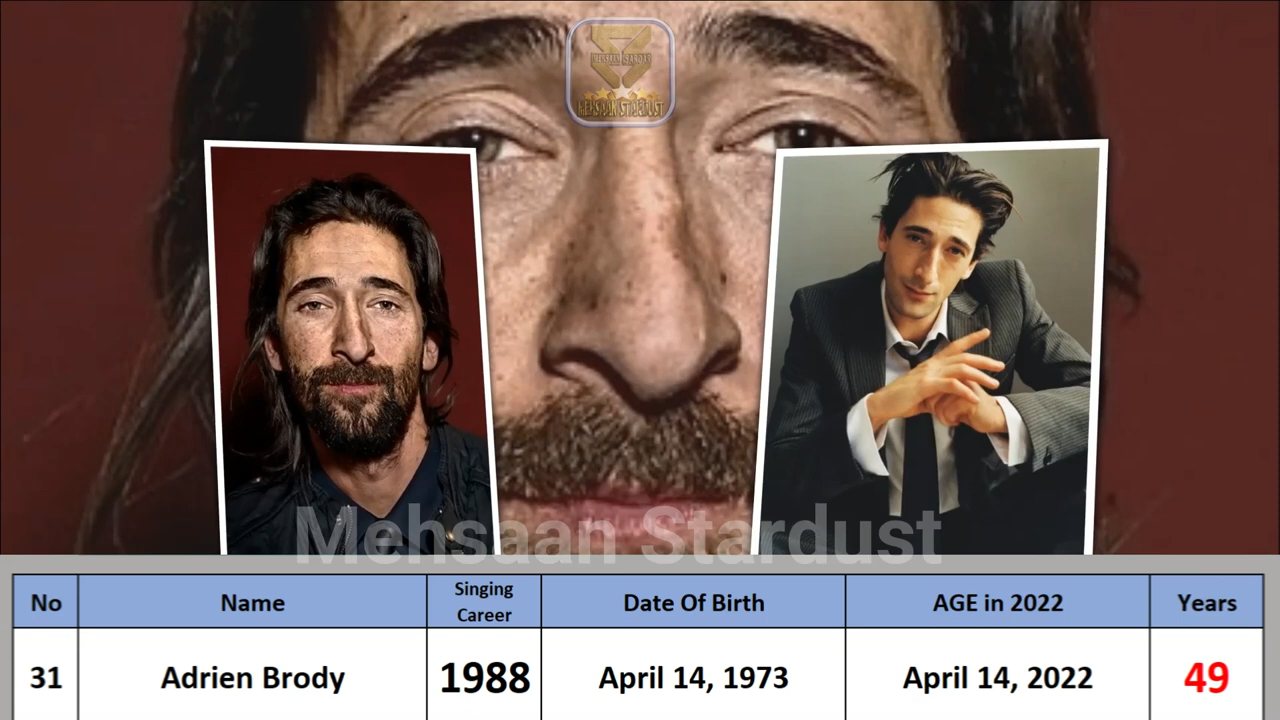 MEHSAAN STARDUST
Mehsaan Stardust
No Name Singing Career Date Of Birth AGE in 2022 Years
31 Adrien Brody 1988 April 14, 1973 April 14, 2022 49